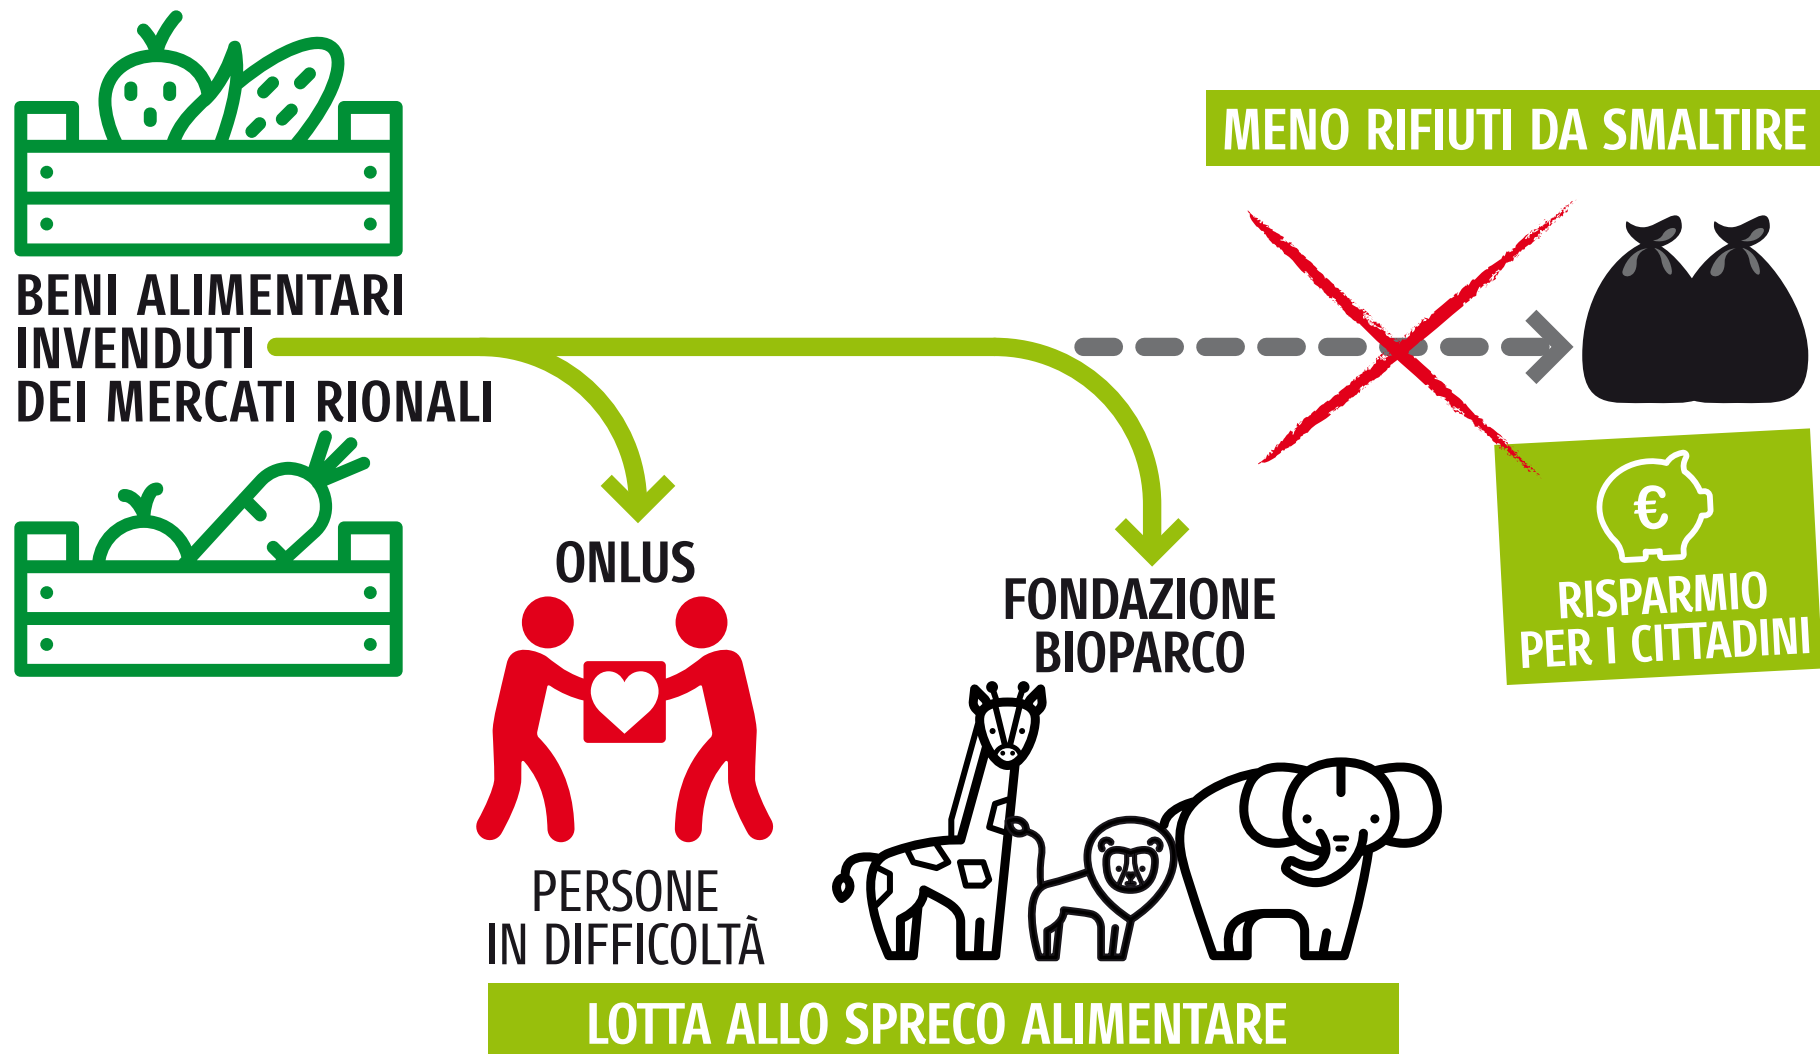 BENI ALIMENTARI
INVENDUTI
DEI MERCATI RIONALI
MENO RIFIUTI DA SMALTIRE
€
RISPARMIO
PER I CITTADINI
ONLUS
PERSONE
IN DIFFICOLTÀ
FONDAZIONE
BIOPARCO
LOTTA ALLO SPRECO ALIMENTARE